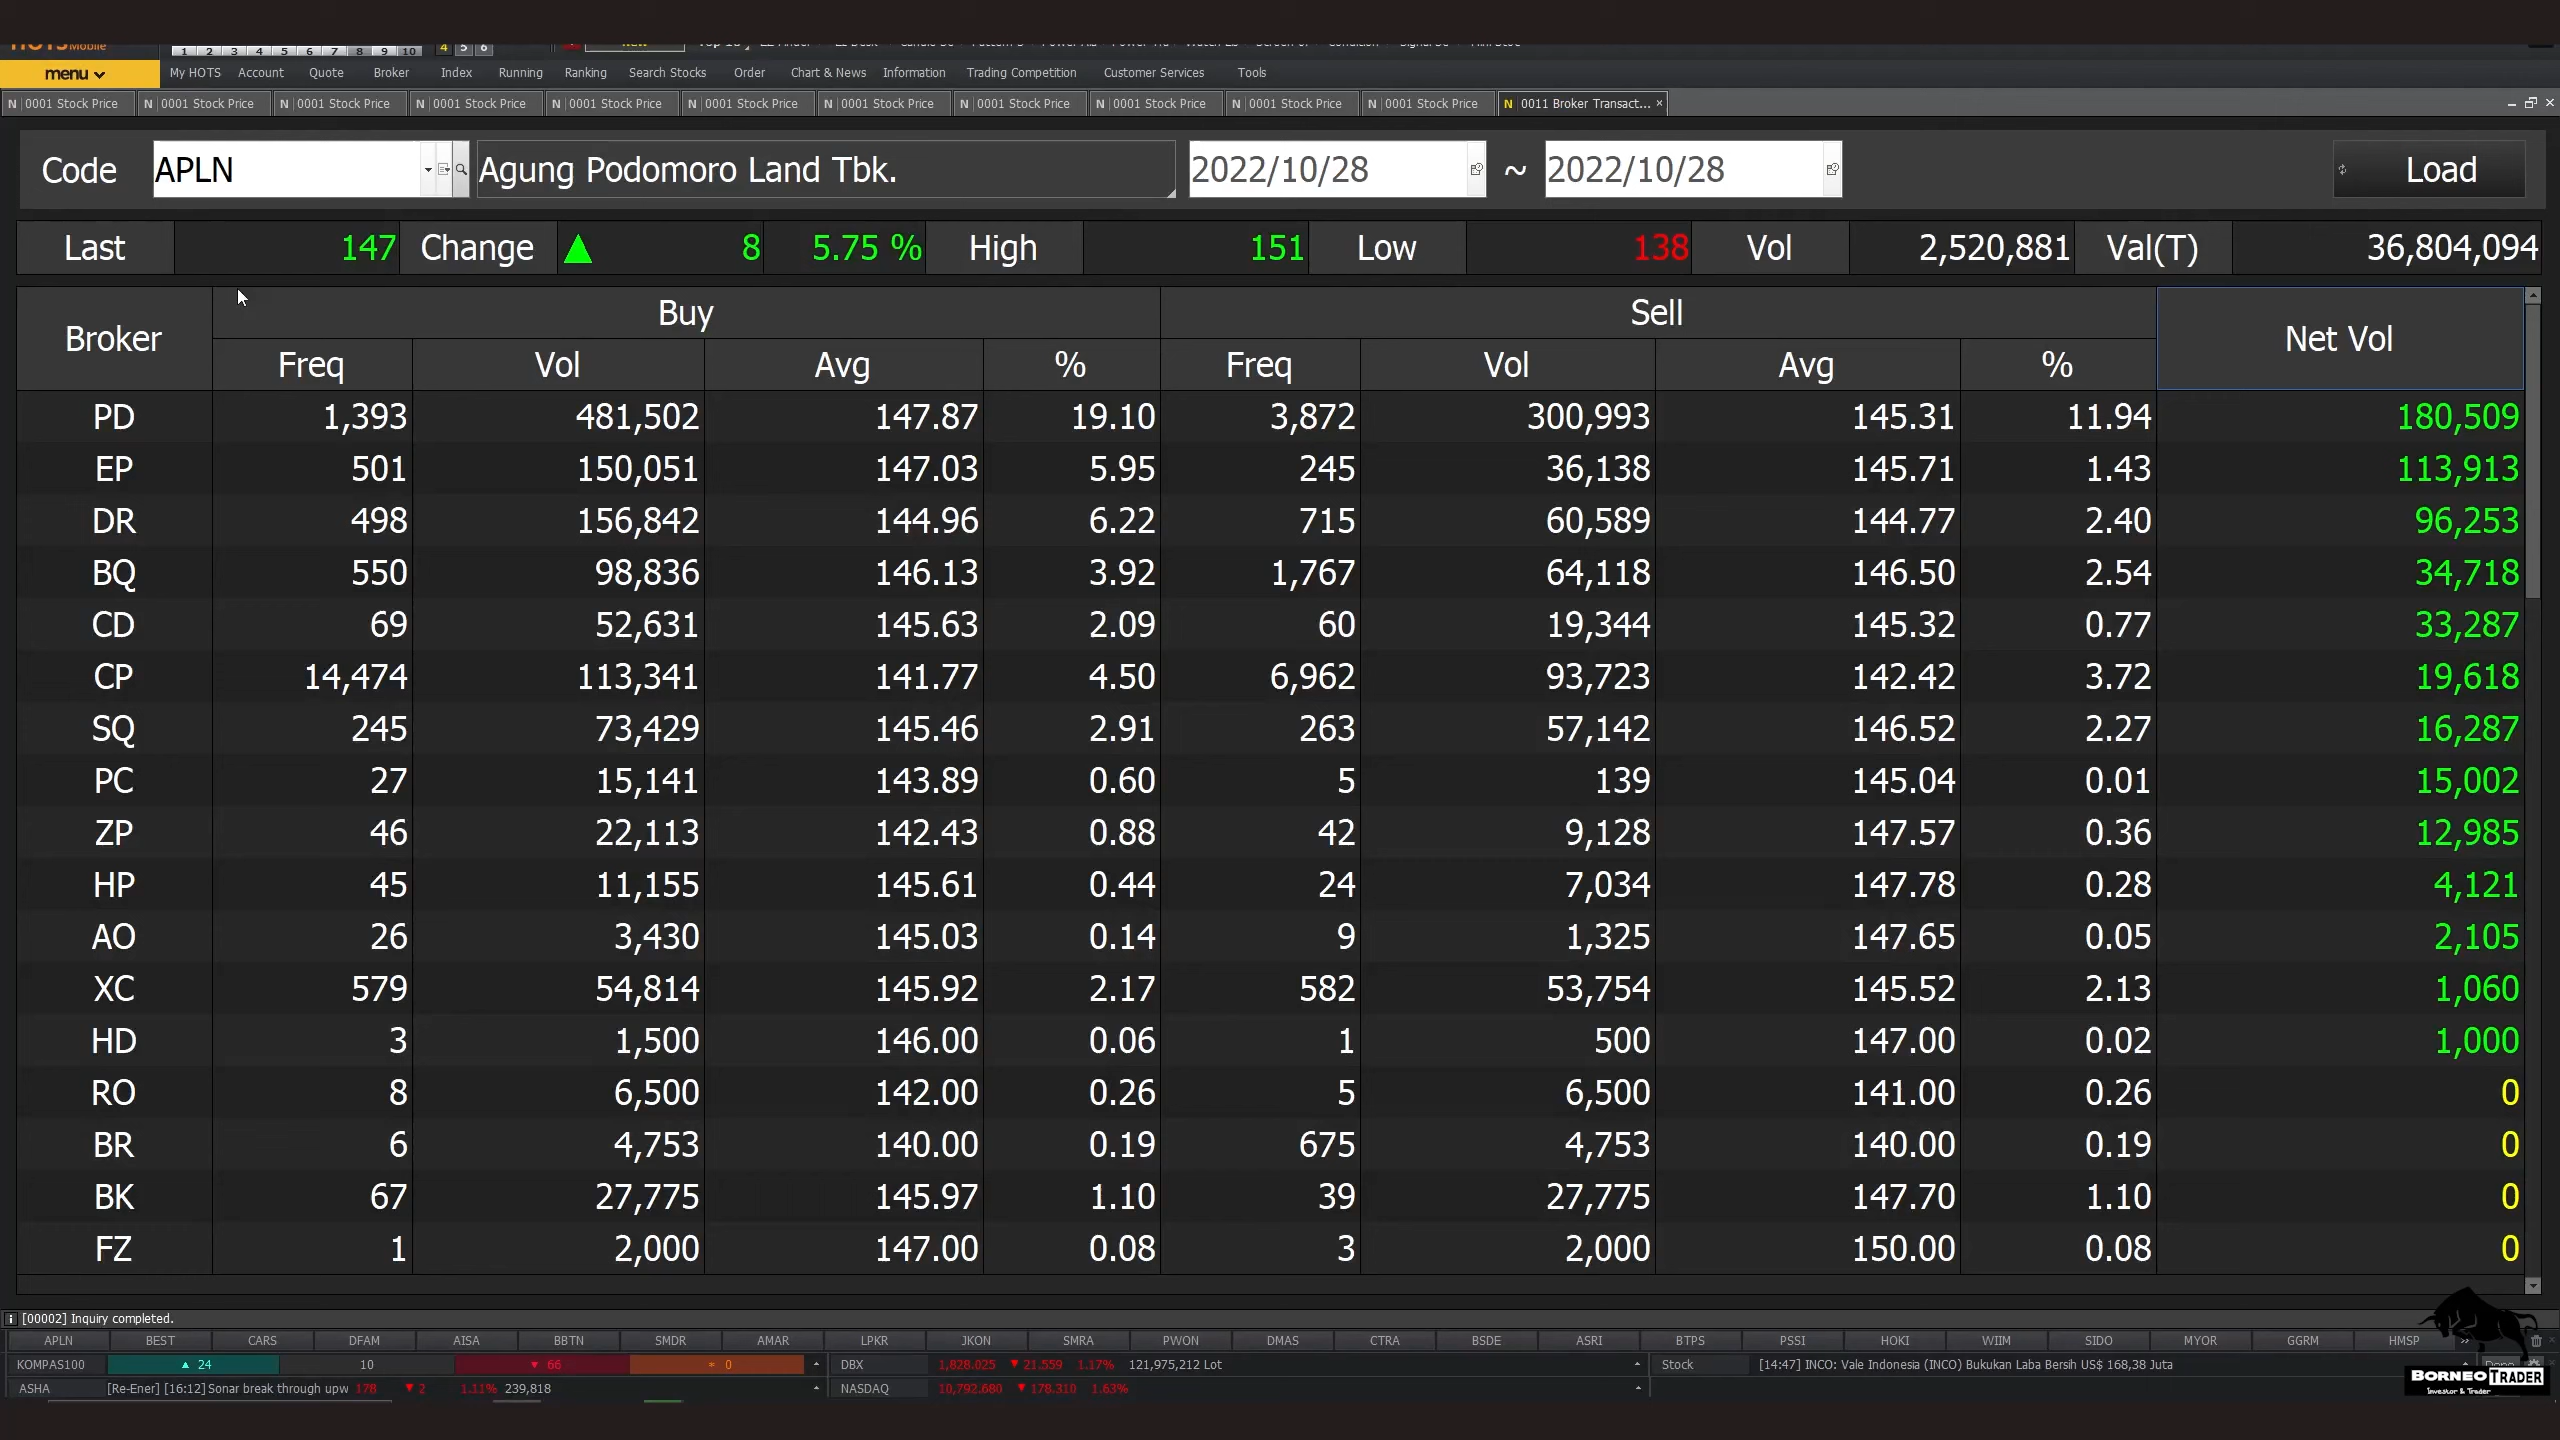 HOTS Mobile
1 2 3 4 5 6 7 8 9 10 4 5 6
menu My HOTS Account Quote Broker Index Running Ranking Search Stocks Order Chart & News Information Trading Competition Customer Services Tools
N 0001 Stock Price N 0001 Stock Price N 0001 Stock Price N 0001 Stock Price N 0001 Stock Price N 0001 Stock Price N 0001 Stock Price N 0001 Stock Price N 0001 Stock Price N 0001 Stock Price N 0001 Stock Price N 0011 Broker Transact... ×
Code APLN Agung Podomoro Land Tbk. 2022/10/28 ~ 2022/10/28 Load
Last 147 Change ▲ 8 5.75 % High 151 Low 138 Vol 2,520,881 Val(T) 36,804,094
Broker Buy Sell Net Vol
Freq Vol Avg % Freq Vol Avg %
PD 1,393 481,502 147.87 19.10 3,872 300,993 145.31 11.94 180,509
EP 501 150,051 147.03 5.95 245 36,138 145.71 1.43 113,913
DR 498 156,842 144.96 6.22 715 60,589 144.77 2.40 96,253
BQ 550 98,836 146.13 3.92 1,767 64,118 146.50 2.54 34,718
CD 69 52,631 145.63 2.09 60 19,344 145.32 0.77 33,287
CP 14,474 113,341 141.77 4.50 6,962 93,723 142.42 3.72 19,618
SQ 245 73,429 145.46 2.91 263 57,142 146.52 2.27 16,287
PC 27 15,141 143.89 0.60 5 139 145.04 0.01 15,002
ZP 46 22,113 142.43 0.88 42 9,128 147.57 0.36 12,985
HP 45 11,155 145.61 0.44 24 7,034 147.78 0.28 4,121
AO 26 3,430 145.03 0.14 9 1,325 147.65 0.05 2,105
XC 579 54,814 145.92 2.17 582 53,754 145.52 2.13 1,060
HD 3 1,500 146.00 0.06 1 500 147.00 0.02 1,000
RO 8 6,500 142.00 0.26 5 6,500 141.00 0.26 0
BR 6 4,753 140.00 0.19 675 4,753 140.00 0.19 0
BK 67 27,775 145.97 1.10 39 27,775 147.70 1.10 0
FZ 1 2,000 147.00 0.08 3 2,000 150.00 0.08 0
[00002] Inquiry completed.
APLN BEST CARS DFAM AISA BBTN SMDR AMAR LPKR JKON SMRA PWON DMAS CTRA BSDE ASRI BTPS PSSI HOKI WIIM SIDO MYOR GGRM HMSP
KOMPAS100 ▲ 24 10 ▼ 66 0 DBX 1,828.025 ▼ 21.559 1.17% 121,975,212 Lot Stock [14:47] INCO: Vale Indonesia (INCO) Bukukan Laba Bersih US$ 168,38 Juta
ASHA [Re-Ener] [16:12] Sonar break through upw 178 ▼ 2 1.11% 239,818 NASDAQ 10,792.680 ▼ 178.310 1.63%
BORNEO TRADER
Investor & Trader